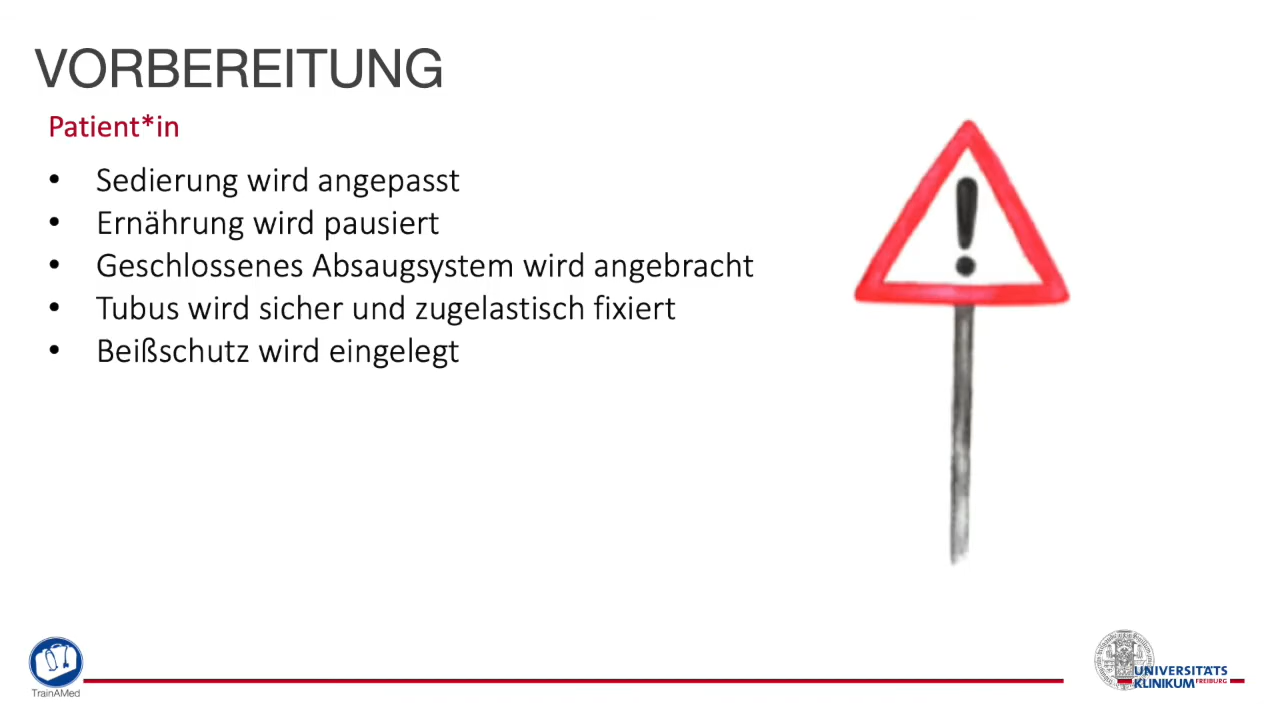 VORBEREITUNG
Patient*in
• Sedierung wird angepasst
• Ernährung wird pausiert
• Geschlossenes Absaugsystem wird angebracht
• Tubus wird sicher und zugelastisch fixiert
• Beißschutz wird eingelegt
!
TrainAMed
UNIVERSITÄTS
KLINIKUM FREIBURG